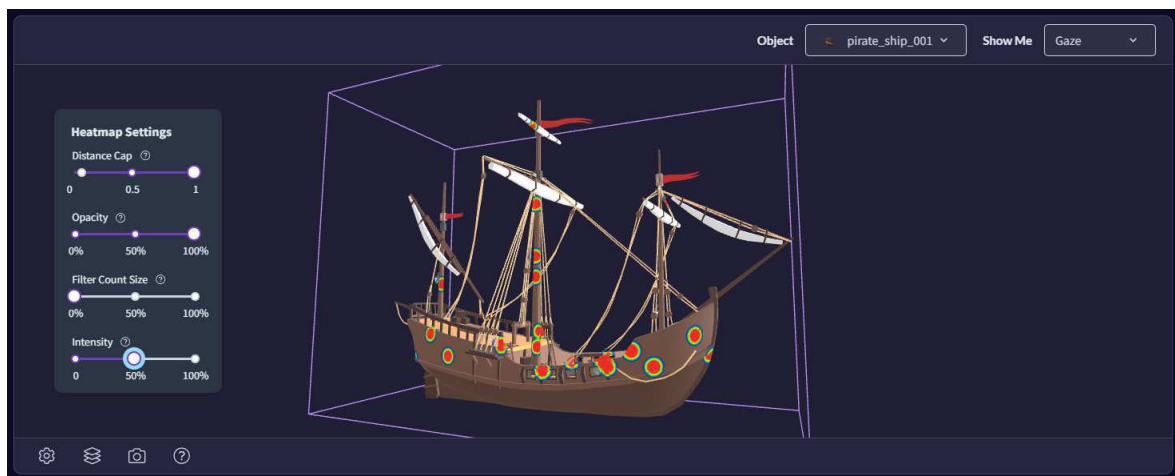 Object pirate_ship_001 Show Me Gaze
Heatmap Settings
Distance Cap
0 0.5 1
Opacity
0% 50% 100%
Filter Count Size
0% 50% 100%
Intensity
0 50% 100%